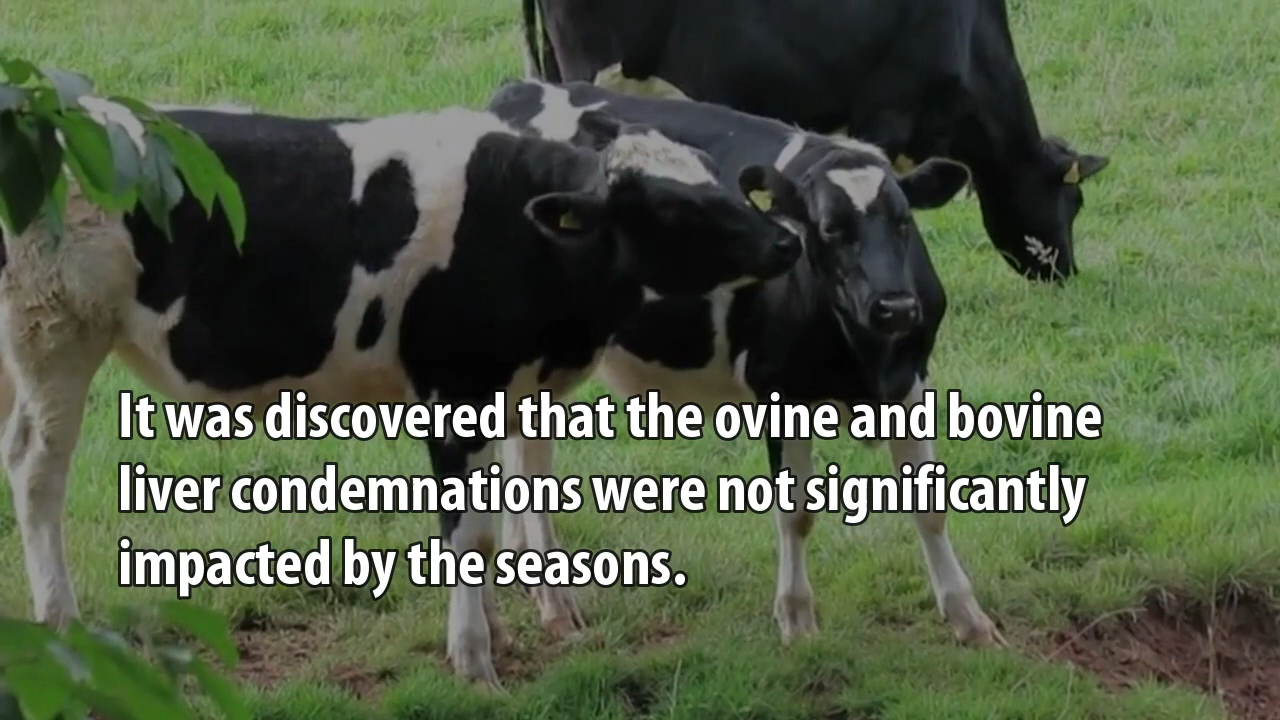 It was discovered that the ovine and bovine
liver condemnations were not significantly
impacted by the seasons.